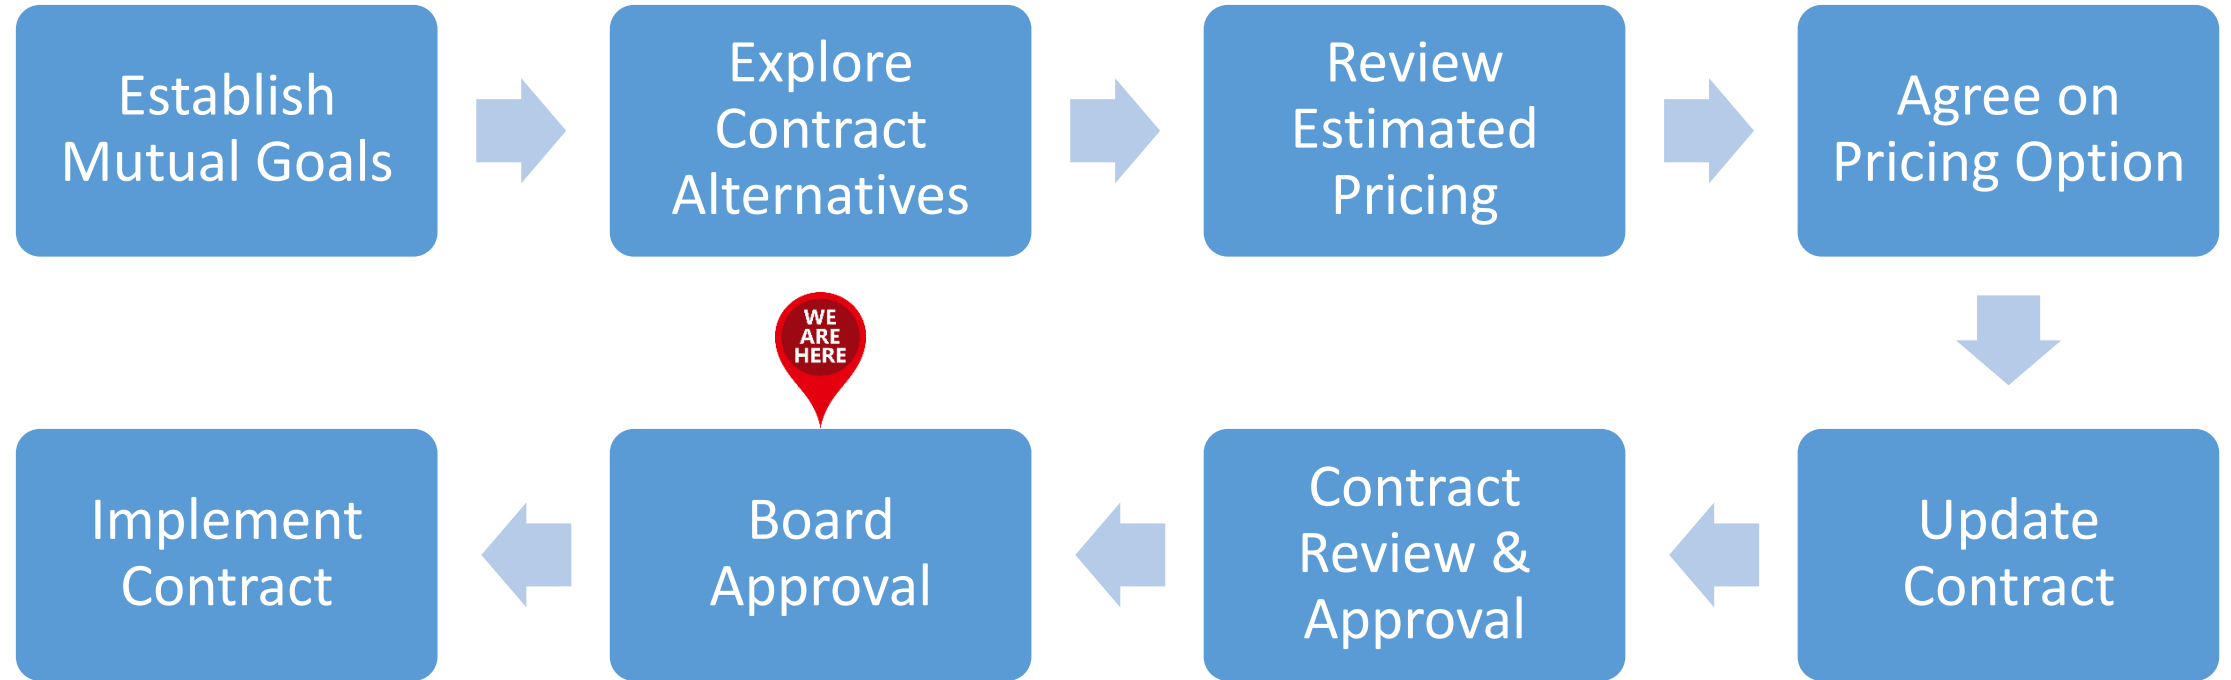 Establish
Mutual Goals
Explore
Contract
Alternatives
Review
Estimated
Pricing
Agree on
Pricing Option
WE
ARE
HERE
Update
Contract
Contract
Review &
Approval
Board
Approval
Implement
Contract